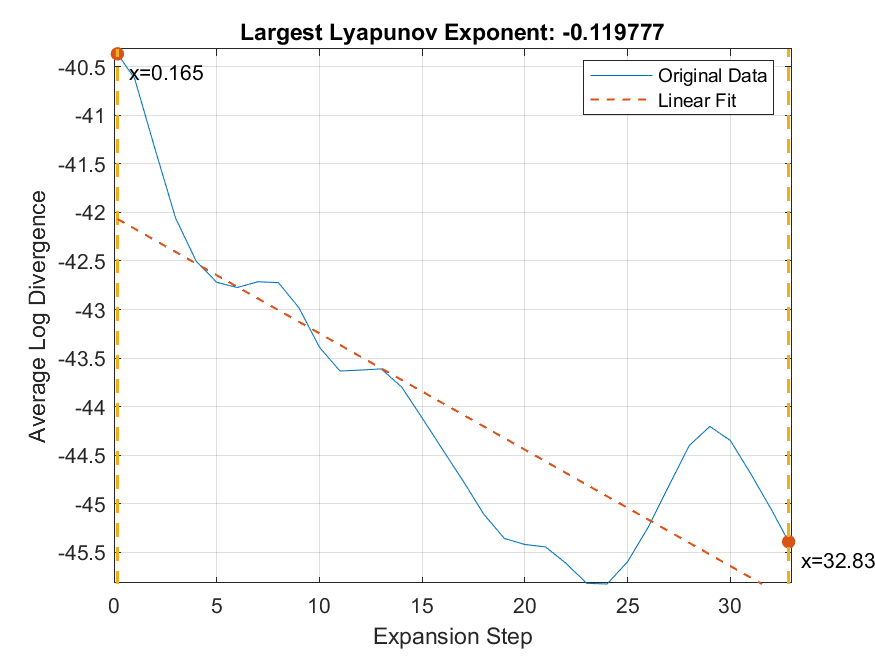 Largest Lyapunov Exponent: -0.119777
Original Data
Linear Fit
x=0.165
x=32.83
Average Log Divergence
-40.5
-41
-41.5
-42
-42.5
-43
-43.5
-44
-44.5
-45
-45.5
0 5 10 15 20 25 30
Expansion Step